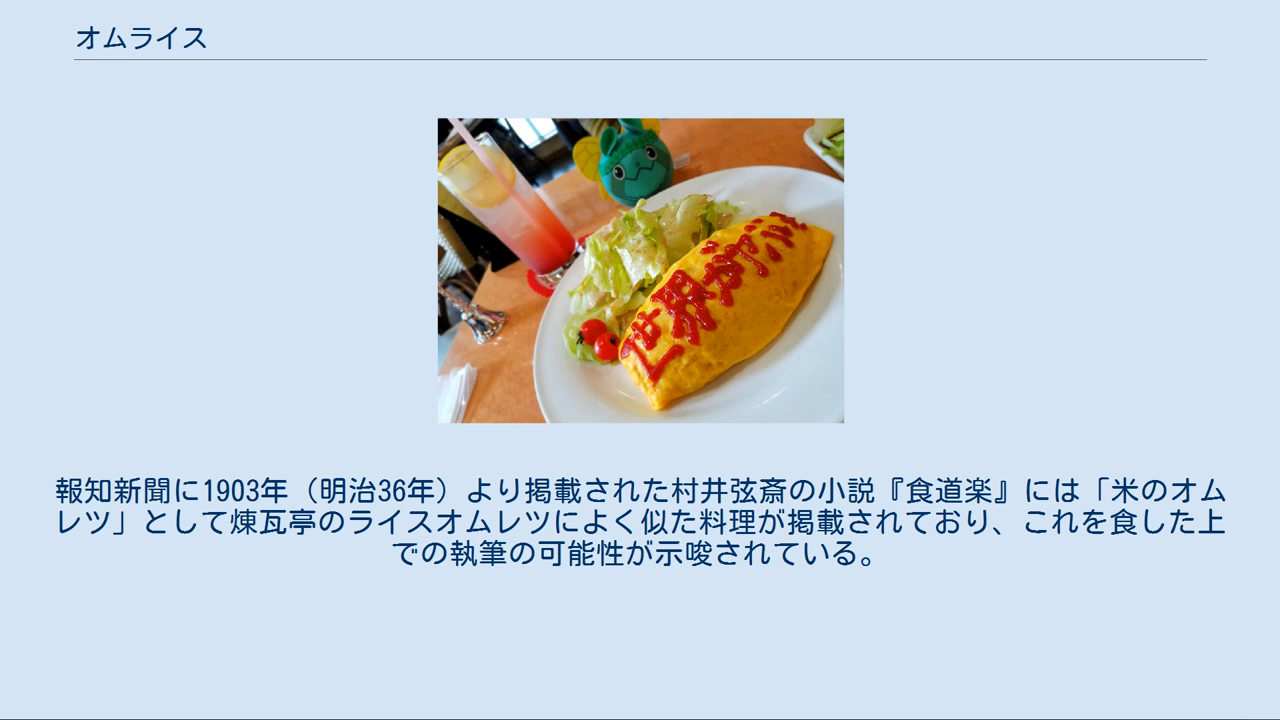 オムライス
報知新聞に1903年（明治36年）より掲載された村井弦斎の小説『食道楽』には「米のオム
レツ」として煉瓦亭のライスオムレツによく似た料理が掲載されており、これを食した上
での執筆の可能性が示唆されている。